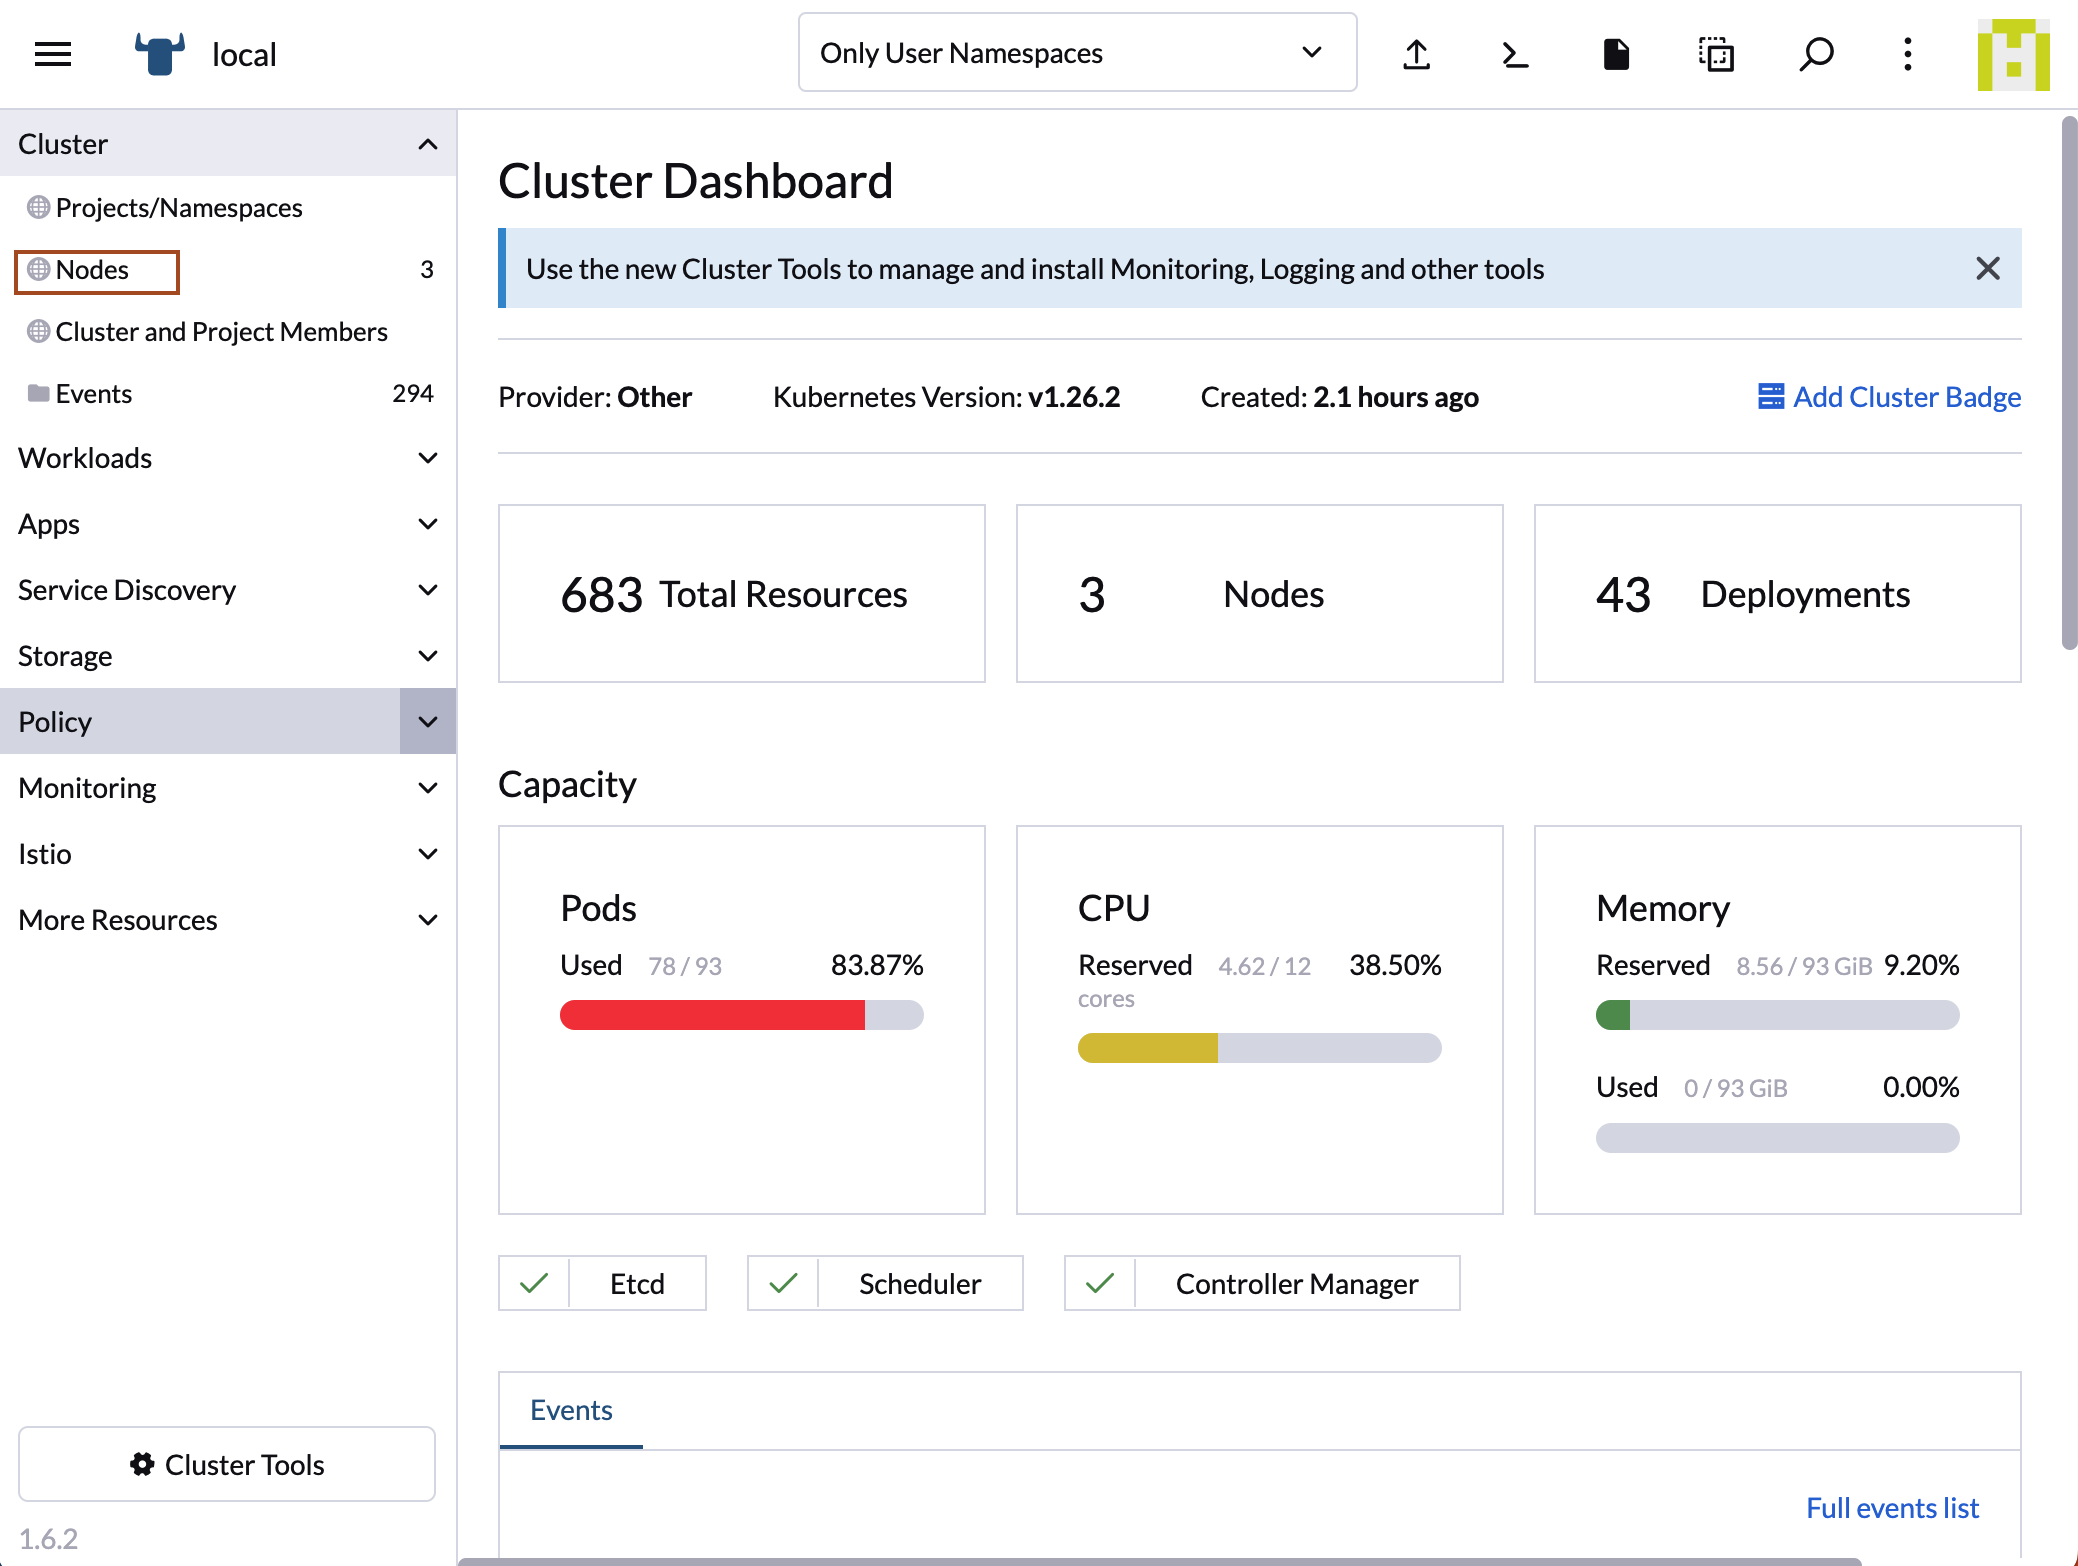 local
Only User Namespaces
Cluster
Projects/Namespaces
Nodes 3
Cluster and Project Members
Events 294
Workloads
Apps
Service Discovery
Storage
Policy
Monitoring
Istio
More Resources
Cluster Tools
1.6.2
Cluster Dashboard
Use the new Cluster Tools to manage and install Monitoring, Logging and other tools
Provider: Other Kubernetes Version: v1.26.2 Created: 2.1 hours ago Add Cluster Badge
683 Total Resources
3 Nodes
43 Deployments
Capacity
Pods
Used 78 / 93 83.87%
CPU
Reserved 4.62 / 12 38.50%
cores
Memory
Reserved 8.56 / 93 GiB 9.20%
Used 0 / 93 GiB 0.00%
Etcd
Scheduler
Controller Manager
Events
Full events list